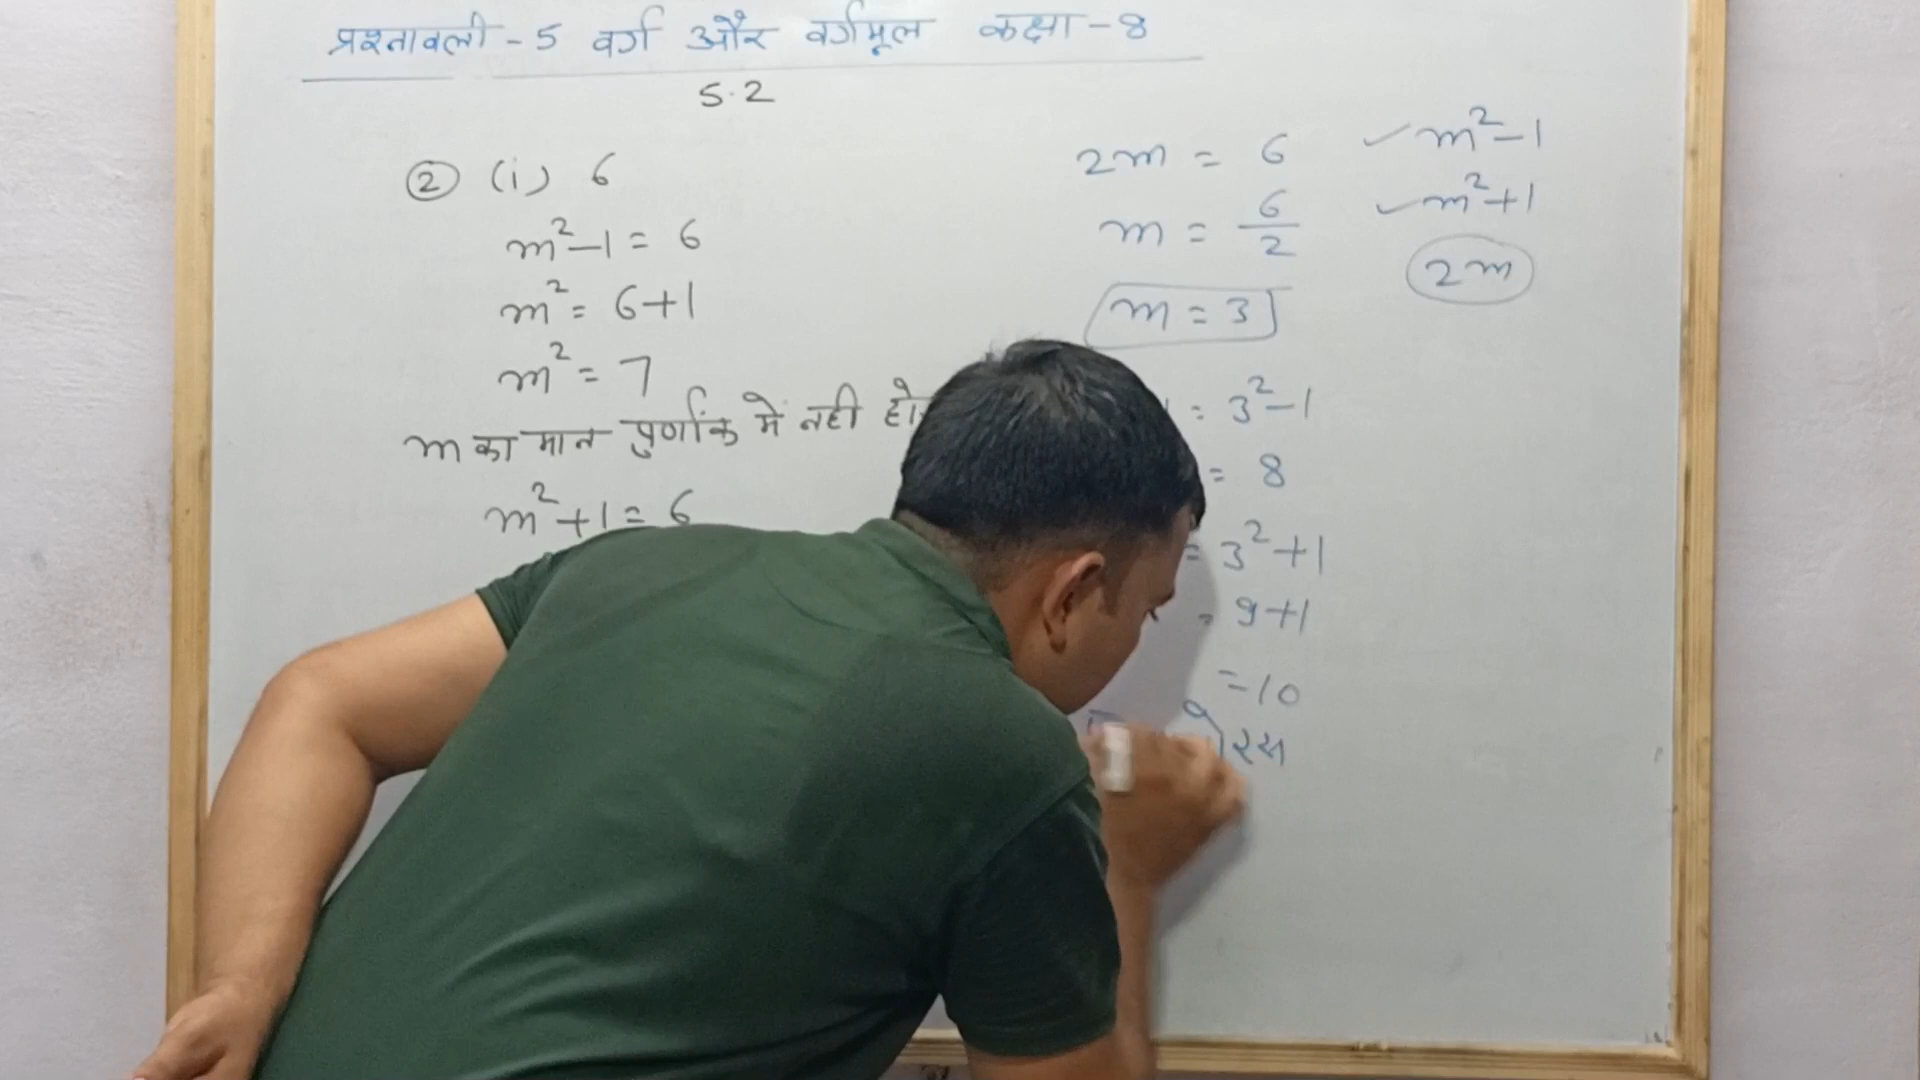 प्रश्नावली - 5 वर्ग और वर्गमूल कक्षा - 8
5.2
② (i) 6
m² - 1 = 6
m² = 6 + 1
m² = 7
m का मान पुर्णांक में नही
m² + 1 = 6
2m = 6
m = 6/2
m = 3
= 3² - 1
= 8
= 3² + 1
= 9 + 1
= 10
✓ m² - 1
✓ m² + 1
2m